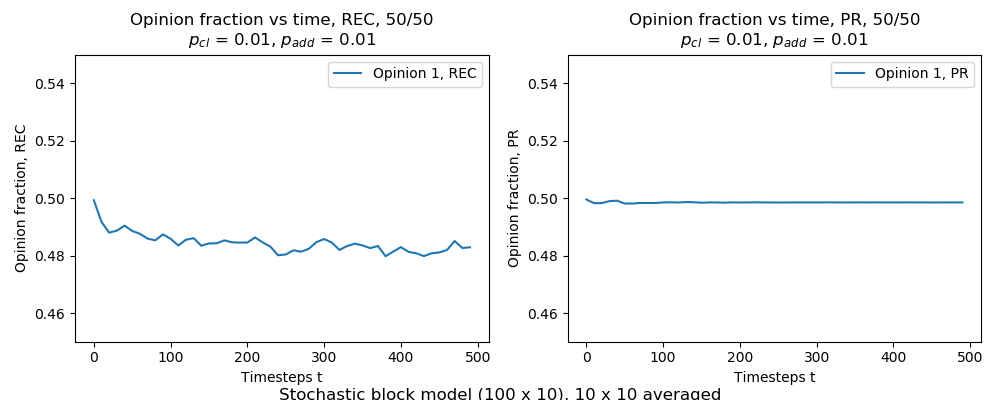 Opinion fraction vs time, REC, 50/50
p_cl = 0.01, p_add = 0.01
Opinion 1, REC
Opinion fraction, REC
0.54
0.52
0.50
0.48
0.46
0 100 200 300 400 500
Timesteps t
Opinion fraction vs time, PR, 50/50
p_cl = 0.01, p_add = 0.01
Opinion 1, PR
Opinion fraction, PR
0.54
0.52
0.50
0.48
0.46
0 100 200 300 400 500
Timesteps t
Stochastic block model (100 x 10), 10 x 10 averaged